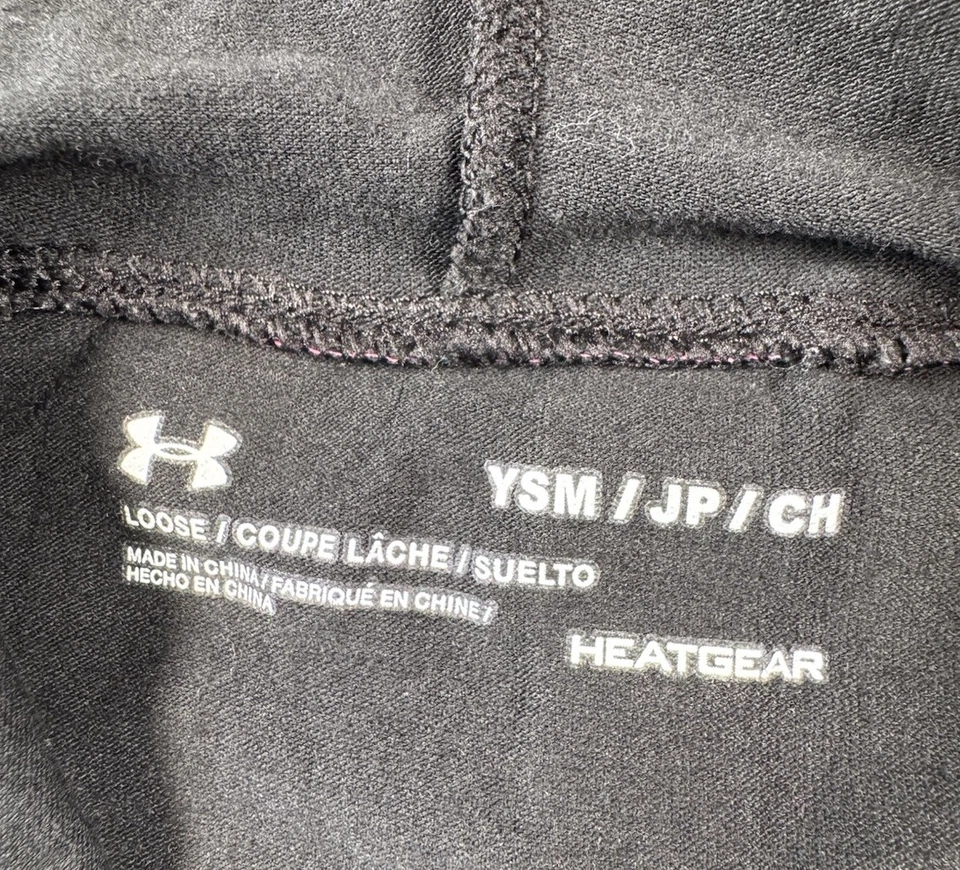 YSM / JP / CH
LOOSE / COUPE LÂCHE / SUELTO
MADE IN CHINA / FABRIQUÉ EN CHINE /
HECHO EN CHINA
HEATGEAR